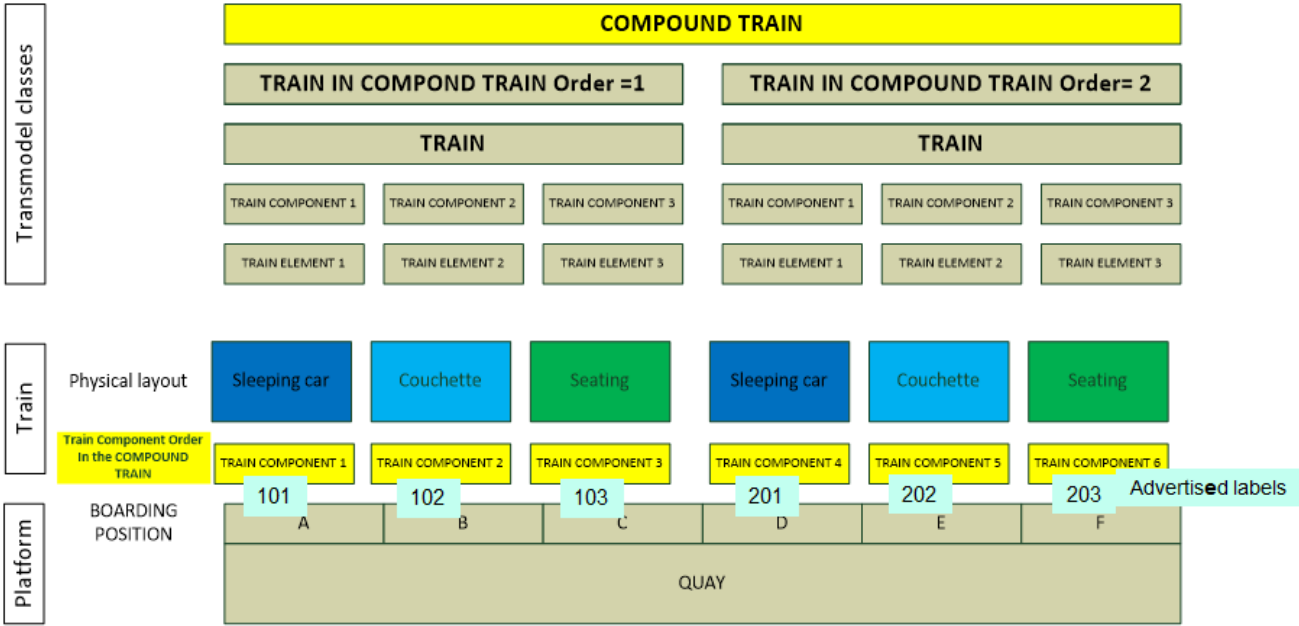 Transmodel classes
COMPOUND TRAIN
TRAIN IN COMPOND TRAIN Order =1
TRAIN IN COMPOUND TRAIN Order= 2
TRAIN
TRAIN
TRAIN COMPONENT 1
TRAIN COMPONENT 2
TRAIN COMPONENT 3
TRAIN COMPONENT 1
TRAIN COMPONENT 2
TRAIN COMPONENT 3
TRAIN ELEMENT 1
TRAIN ELEMENT 2
TRAIN ELEMENT 3
TRAIN ELEMENT 1
TRAIN ELEMENT 2
TRAIN ELEMENT 3
Train
Physical layout
Sleeping car
Couchette
Seating
Sleeping car
Couchette
Seating
Train Component Order
In the COMPOUND
TRAIN
TRAIN COMPONENT 1
TRAIN COMPONENT 2
TRAIN COMPONENT 3
TRAIN COMPONENT 4
TRAIN COMPONENT 5
TRAIN COMPONENT 6
101
102
103
201
202
203
Advertised labels
Platform
BOARDING
POSITION
A
B
C
D
E
F
QUAY